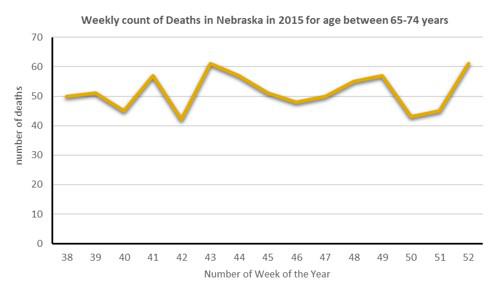 Weekly count of Deaths in Nebraska in 2015 for age between 65-74 years
number of deaths
70
60
50
40
30
20
10
0
38 39 40 41 42 43 44 45 46 47 48 49 50 51 52
Number of Week of the Year